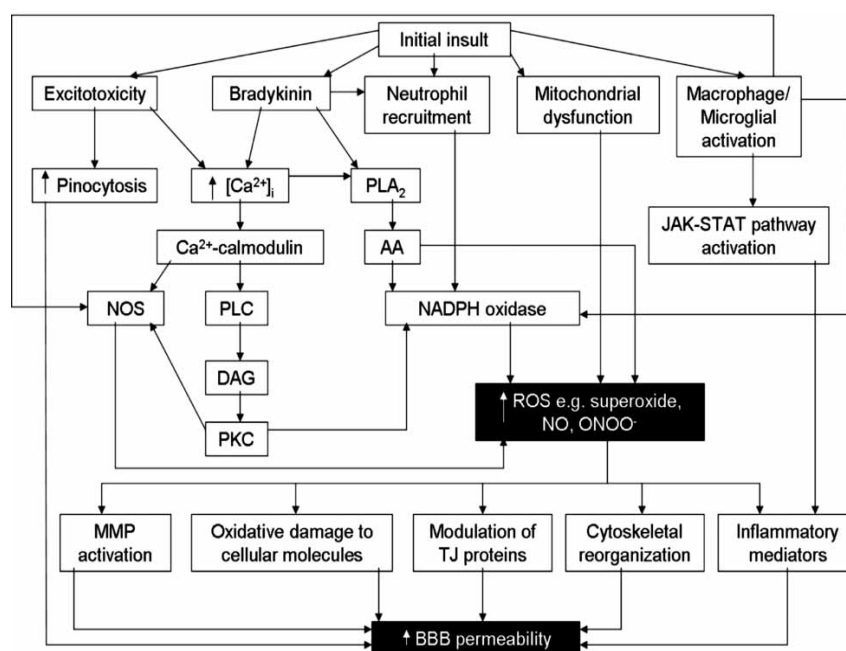 Initial insult
Excitotoxicity
Bradykinin
Neutrophil
recruitment
Mitochondrial
dysfunction
Macrophage/
Microglial
activation
↑ Pinocytosis
↑ [Ca²⁺]ᵢ
PLA₂
JAK-STAT pathway
activation
Ca²⁺-calmodulin
AA
NOS
PLC
NADPH oxidase
DAG
↑ ROS e.g. superoxide,
NO, ONOO⁻
PKC
MMP
activation
Oxidative damage to
cellular molecules
Modulation of
TJ proteins
Cytoskeletal
reorganization
Inflammatory
mediators
↑ BBB permeability